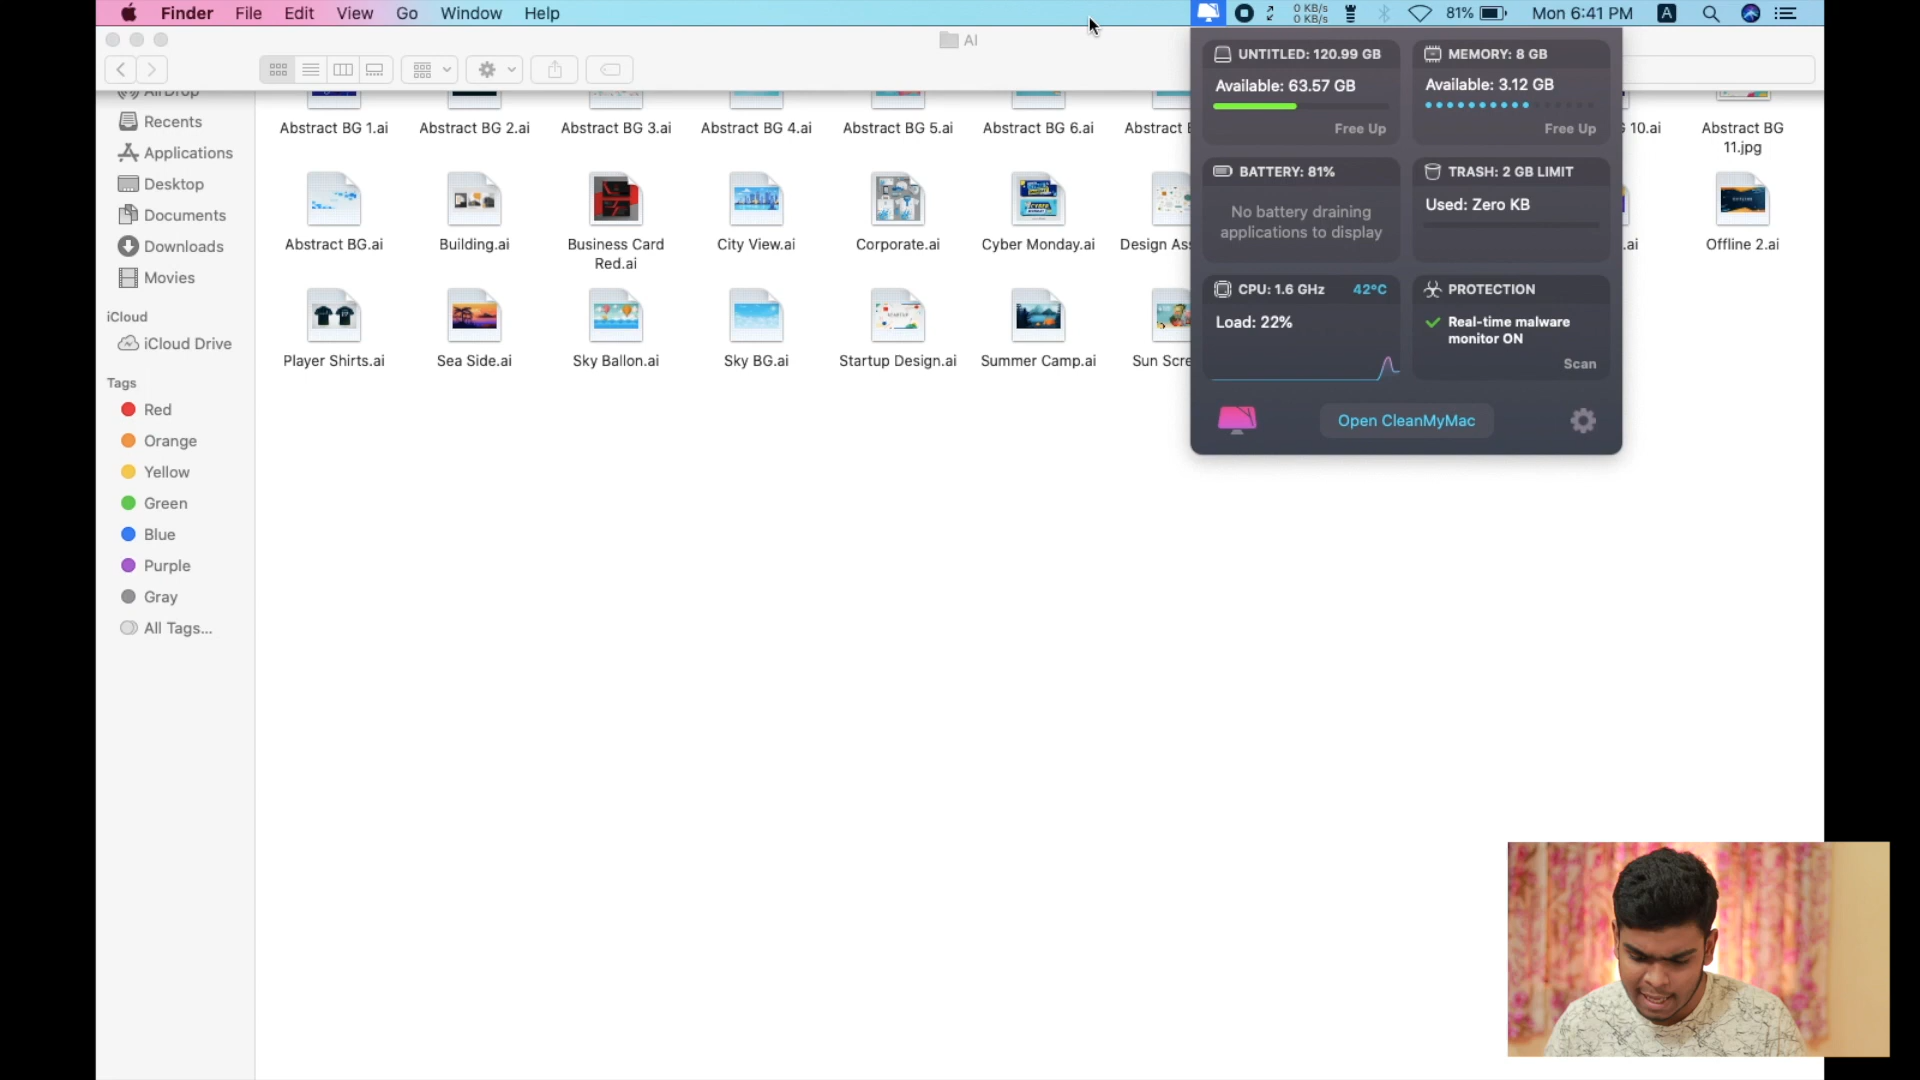 Finder File Edit View Go Window Help
0 KB/s
0 KB/s
81% Mon 6:41 PM A
AI
AirDrop
Recents
Applications
Desktop
Documents
Downloads
Movies
iCloud
iCloud Drive
Tags
Red
Orange
Yellow
Green
Blue
Purple
Gray
All Tags...
Abstract BG 1.ai Abstract BG 2.ai Abstract BG 3.ai Abstract BG 4.ai Abstract BG 5.ai Abstract BG 6.ai Abstract 10.ai Abstract BG
11.jpg
Abstract BG.ai Building.ai Business Card City View.ai Corporate.ai Cyber Monday.ai Design .ai Offline 2.ai
Red.ai
Player Shirts.ai Sea Side.ai Sky Ballon.ai Sky BG.ai Startup Design.ai Summer Camp.ai Sun Scre
UNTITLED: 120.99 GB
Available: 63.57 GB
Free Up
MEMORY: 8 GB
Available: 3.12 GB
Free Up
BATTERY: 81%
No battery draining
applications to display
TRASH: 2 GB LIMIT
Used: Zero KB
CPU: 1.6 GHz 42°C
Load: 22%
PROTECTION
Real-time malware
monitor ON
Scan
Open CleanMyMac